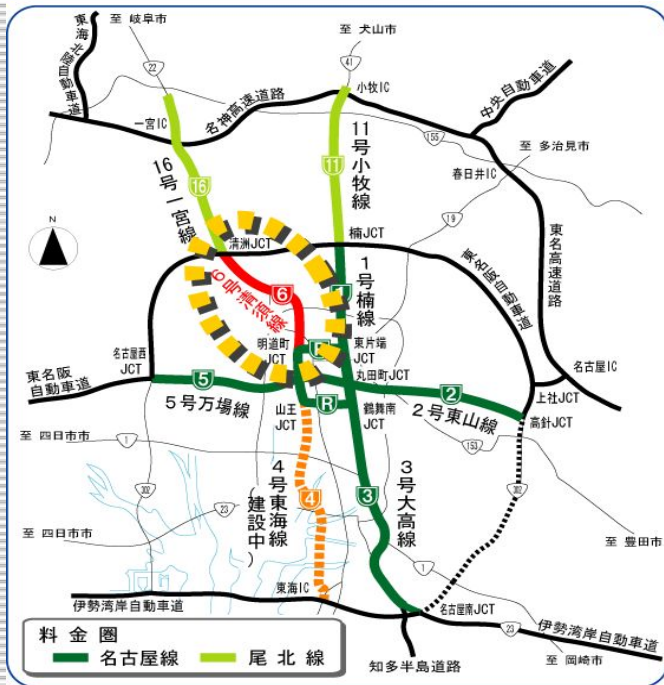 至 岐阜市
至 犬山市
東海北陸自動車道
22
41
小牧IC
中央自動車道
一宮IC
名神高速道路
155
至 多治見市
11号小牧線
11
春日井IC
16号一宮線
16
19
N
清洲JCT
楠JCT
東名高速道路
東名阪自動車道
1号楠線
1
6
6号清須線
明道町JCT
R
東片端JCT
名古屋西JCT
名古屋IC
丸田町JCT
東名阪自動車道
5
2
上社JCT
5号万場線
山王JCT
R
鶴舞南JCT
2号東山線
高針JCT
至 四日市市
1
153
302
302
4号東海線(建設中)
4
3
3号大高線
23
至 四日市市
至 豊田市
1
東海IC
伊勢湾岸自動車道
名古屋南JCT
伊勢湾岸自動車道
23
至 岡崎市
知多半島道路
料金圏
名古屋線
尾北線